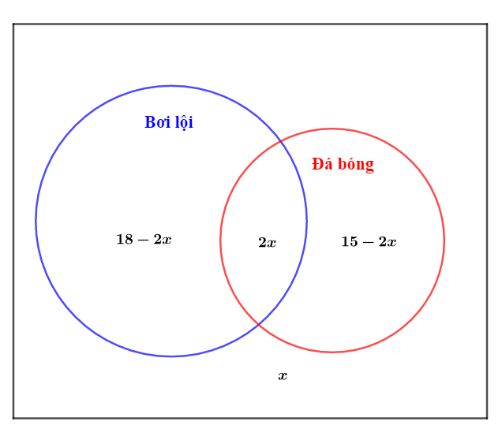 Bơi lội
Đá bóng
18 − 2x
2x
15 − 2x
x